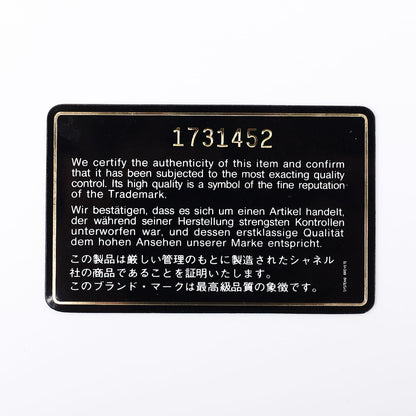 1731452
We certify the authenticity of this item and confirm
that it has been subjected to the most exacting quality
control. Its high quality is a symbol of the fine reputation
of the Trademark.
Wir bestätigen, dass es sich um einen Artikel handelt,
der während seiner Herstellung strengsten Kontrollen
unterworfen war, und dessen erstklassige Qualität
dem hohen Ansehen unserer Marke entspricht.
この製品は厳しい管理のもとに製造されたシャネル
社の商品であることを証明いたします。
このブランド・マークは最高級品質の象徴です。